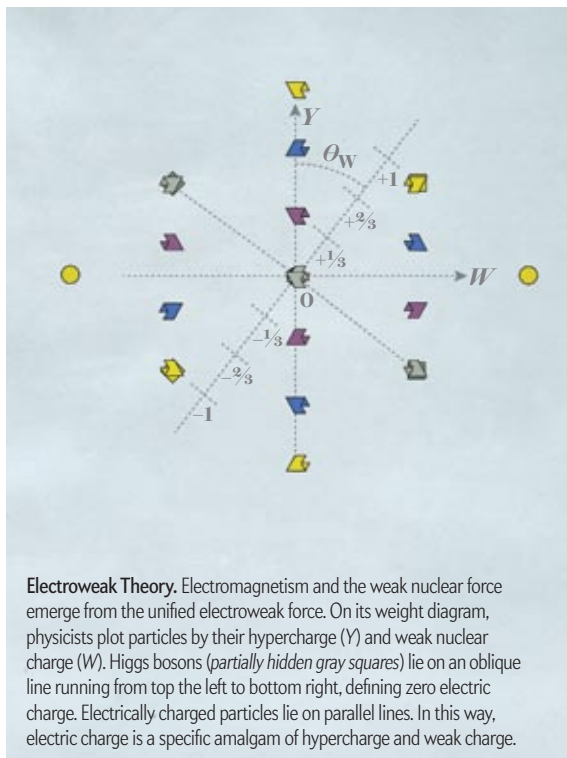 Y
θW
+1
+2/3
+1/3
W
0
−1/3
−2/3
−1
Electroweak Theory. Electromagnetism and the weak nuclear force
emerge from the unified electroweak force. On its weight diagram,
physicists plot particles by their hypercharge (Y) and weak nuclear
charge (W). Higgs bosons (partially hidden gray squares) lie on an oblique
line running from top the left to bottom right, defining zero electric
charge. Electrically charged particles lie on parallel lines. In this way,
electric charge is a specific amalgam of hypercharge and weak charge.